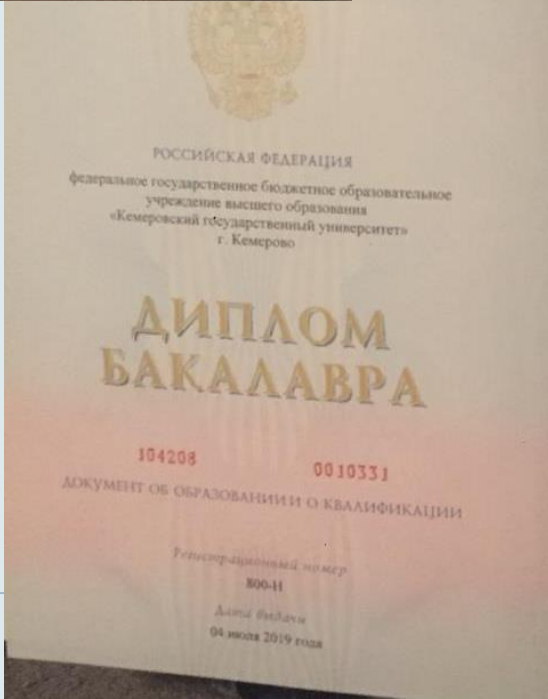 РОССИЙСКАЯ ФЕДЕРАЦИЯ
федеральное государственное бюджетное образовательное
учреждение высшего образования
«Кемеровский государственный университет»
г. Кемерово
ДИПЛОМ
БАКАЛАВРА
104208 0010331
ДОКУМЕНТ ОБ ОБРАЗОВАНИИ И О КВАЛИФИКАЦИИ
Регистрационный номер
800-Н
Дата выдачи
04 июля 2019 года